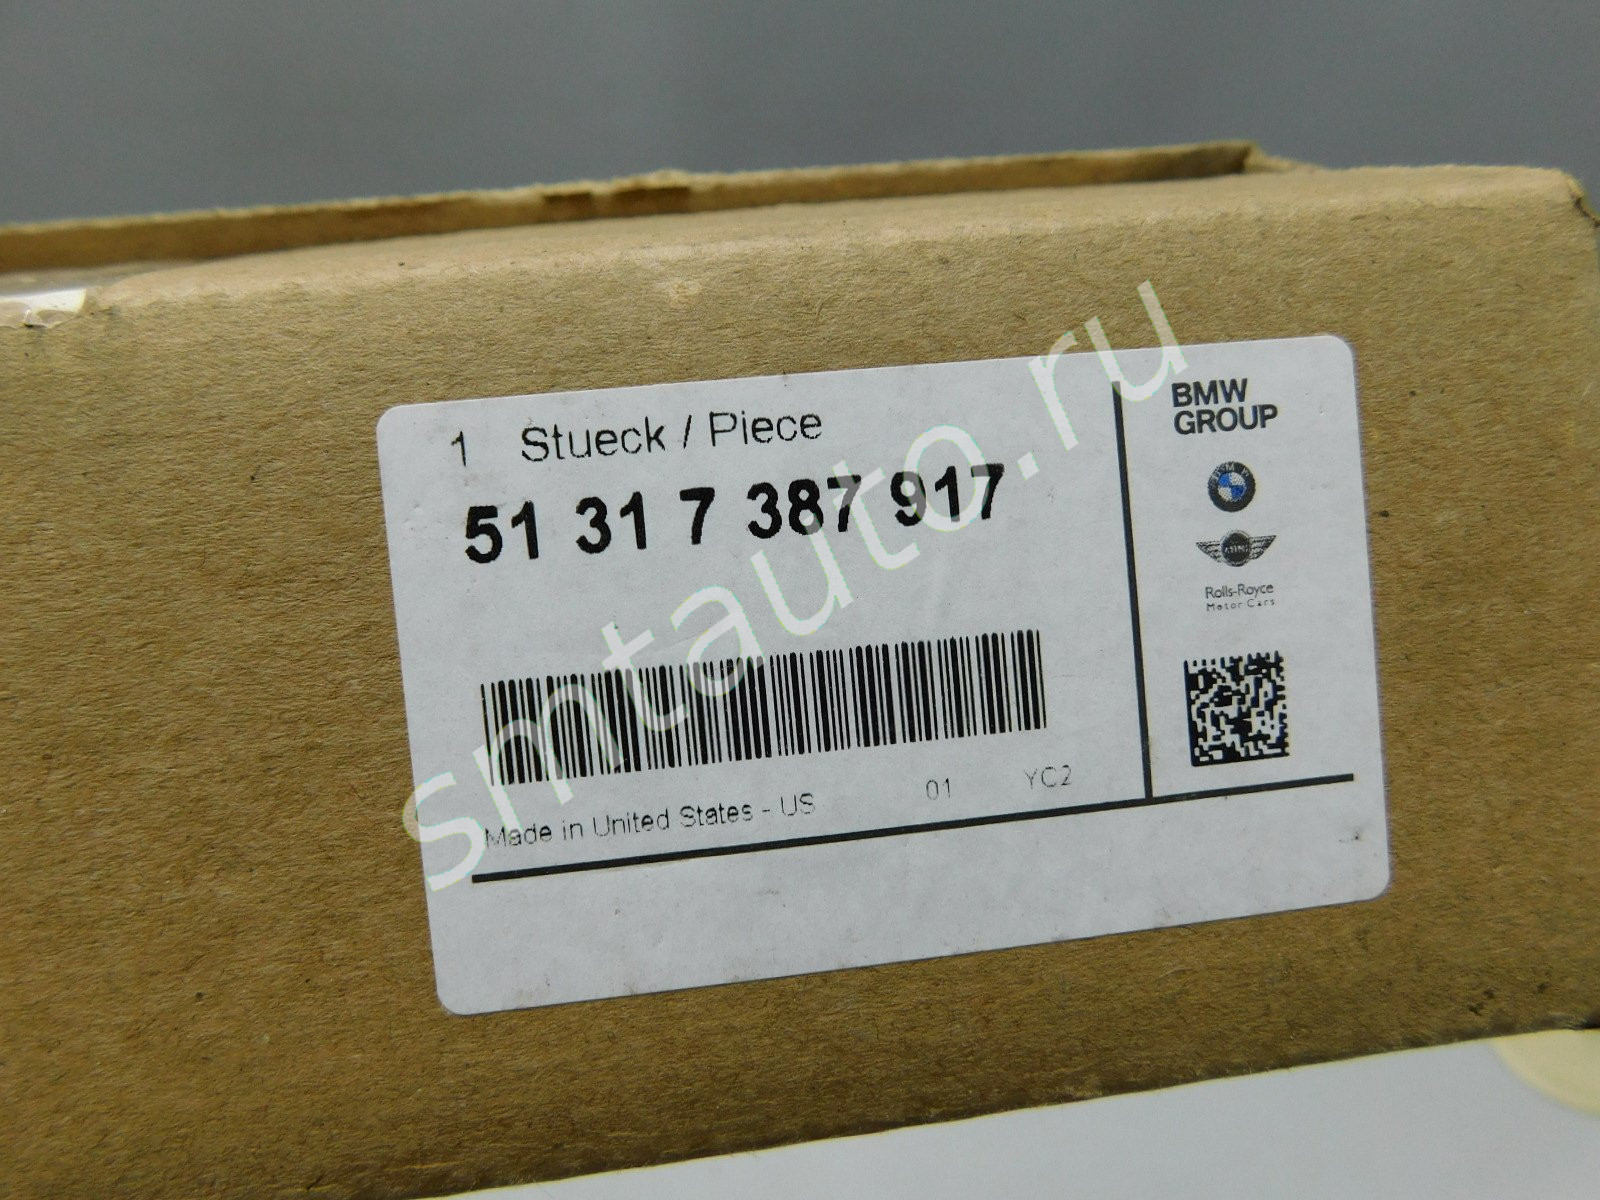 1 Stueck / Piece
51 31 7 387 917
Made in United States - US 01 YC2
BMW
GROUP
Rolls-Royce
Motor Cars
smtauto.ru